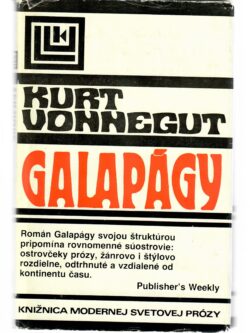 KURT
VONNEGUT
GALAPÁGY
Román Galapágy svojou štruktúrou
pripomína rovnomenné súostrovie:
ostrovčeky prózy, žánrovo i štýlovo
rozdielne, odtrhnuté a vzdialené od
kontinentu času.
Publisher's Weekly
KNIŽNICA MODERNEJ SVETOVEJ PRÓZY